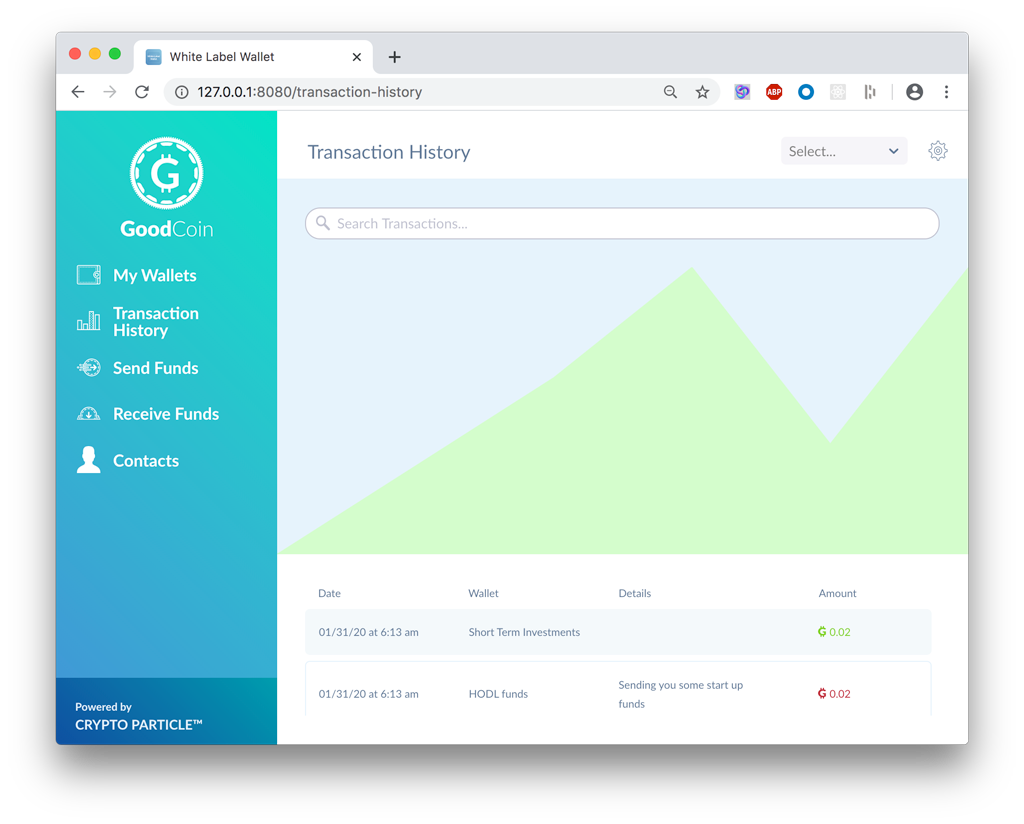 White Label Wallet
127.0.0.1:8080/transaction-history
ABP
GoodCoin
My Wallets
Transaction
History
Send Funds
Receive Funds
Contacts
Powered by
CRYPTO PARTICLE™
Transaction History
Select...
Search Transactions...
Date Wallet Details Amount
01/31/20 at 6:13 am Short Term Investments 0.02
01/31/20 at 6:13 am HODL funds Sending you some start up
funds
0.02